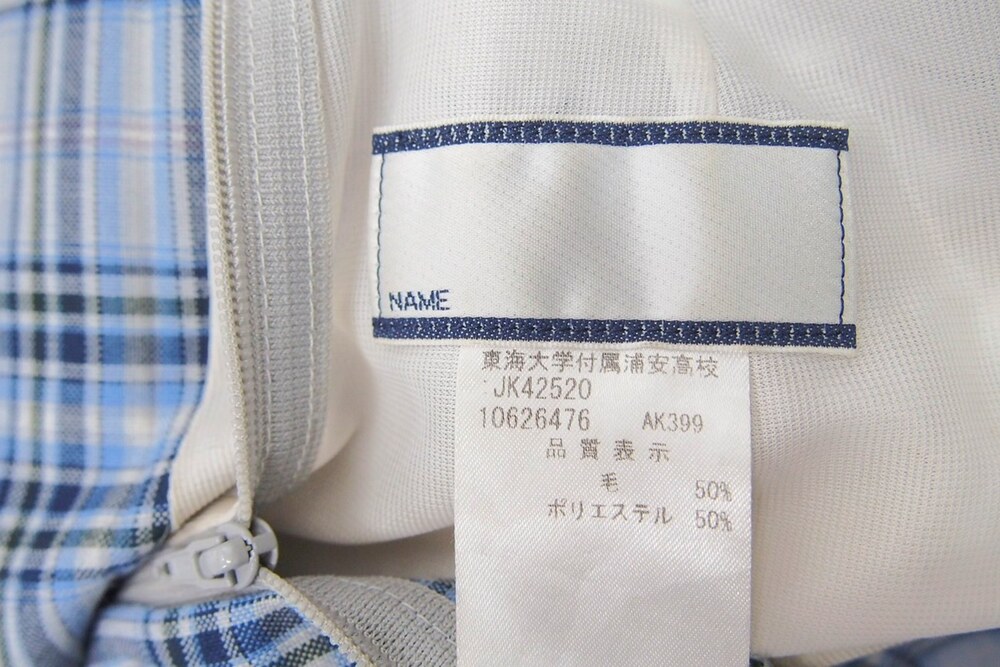 NAME
東海大学付属浦安高校
JK42520
10626476 AK399
品質表示
毛 50%
ポリエステル 50%